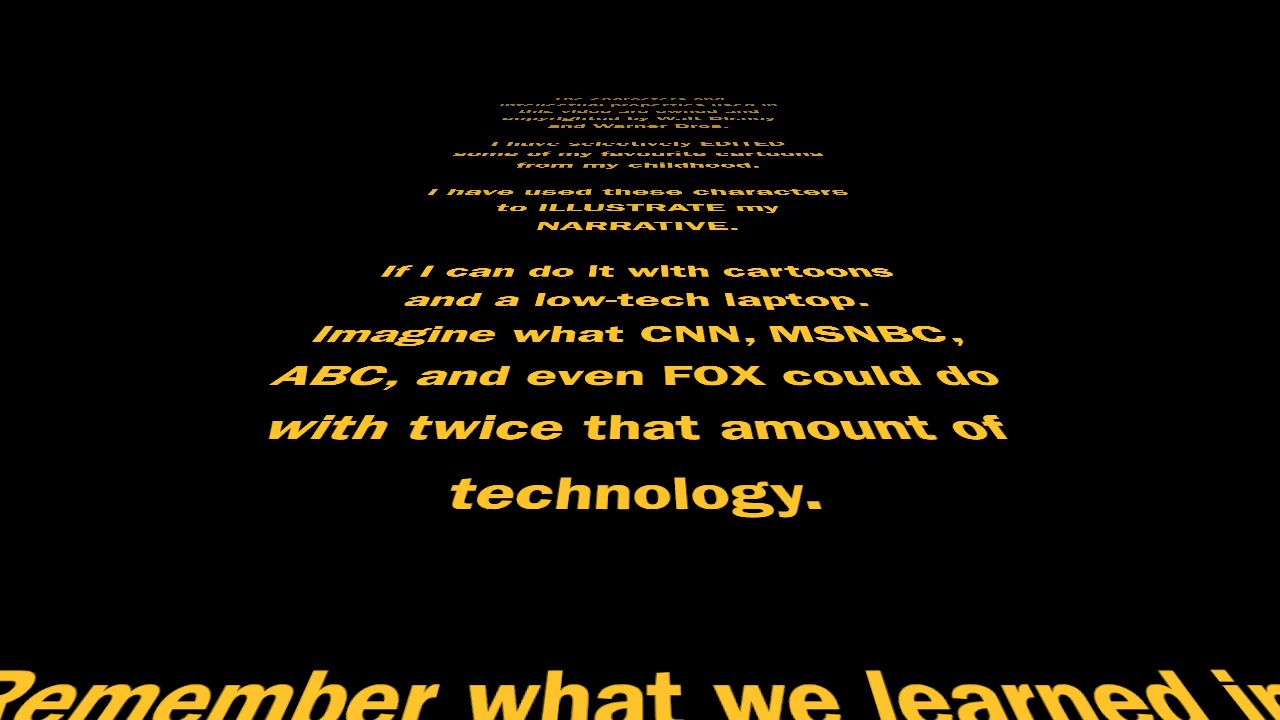 The characters and
intellectual properties used in
this video are owned and
copyrighted by Walt Disney
and Warner Bros.
I have selectively EDITED
some of my favourite cartoons
from my childhood.
I have used these characters
to ILLUSTRATE my
NARRATIVE.
If I can do it with cartoons
and a low-tech laptop.
Imagine what CNN, MSNBC,
ABC, and even FOX could do
with twice that amount of
technology.
Remember what we learned in